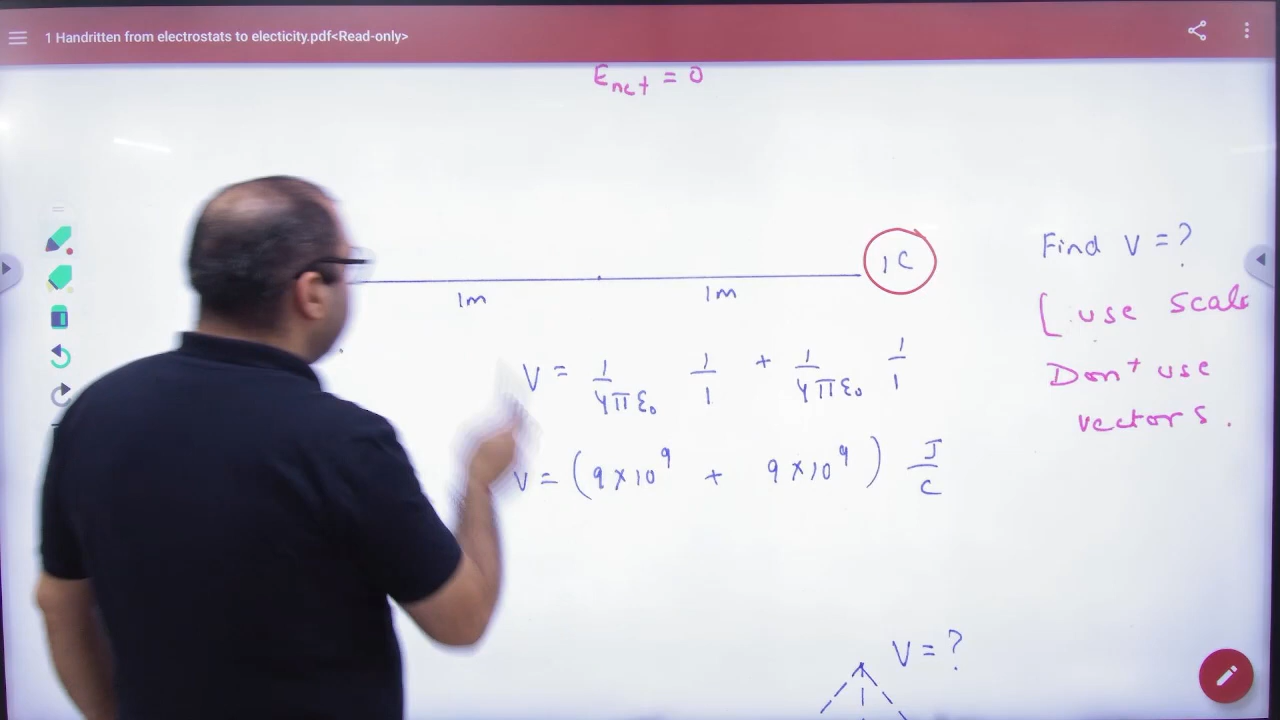 1 Handritten from electrostats to electicity.pdf<Read-only>
Enet = 0
1C
1m 1m
Find V = ?
[ use
Don't use
vectors.
V = 1/4πε₀ 1/1 + 1/4πε₀ 1/1
V = (9×10⁹ + 9×10⁹) J/C
V = ?